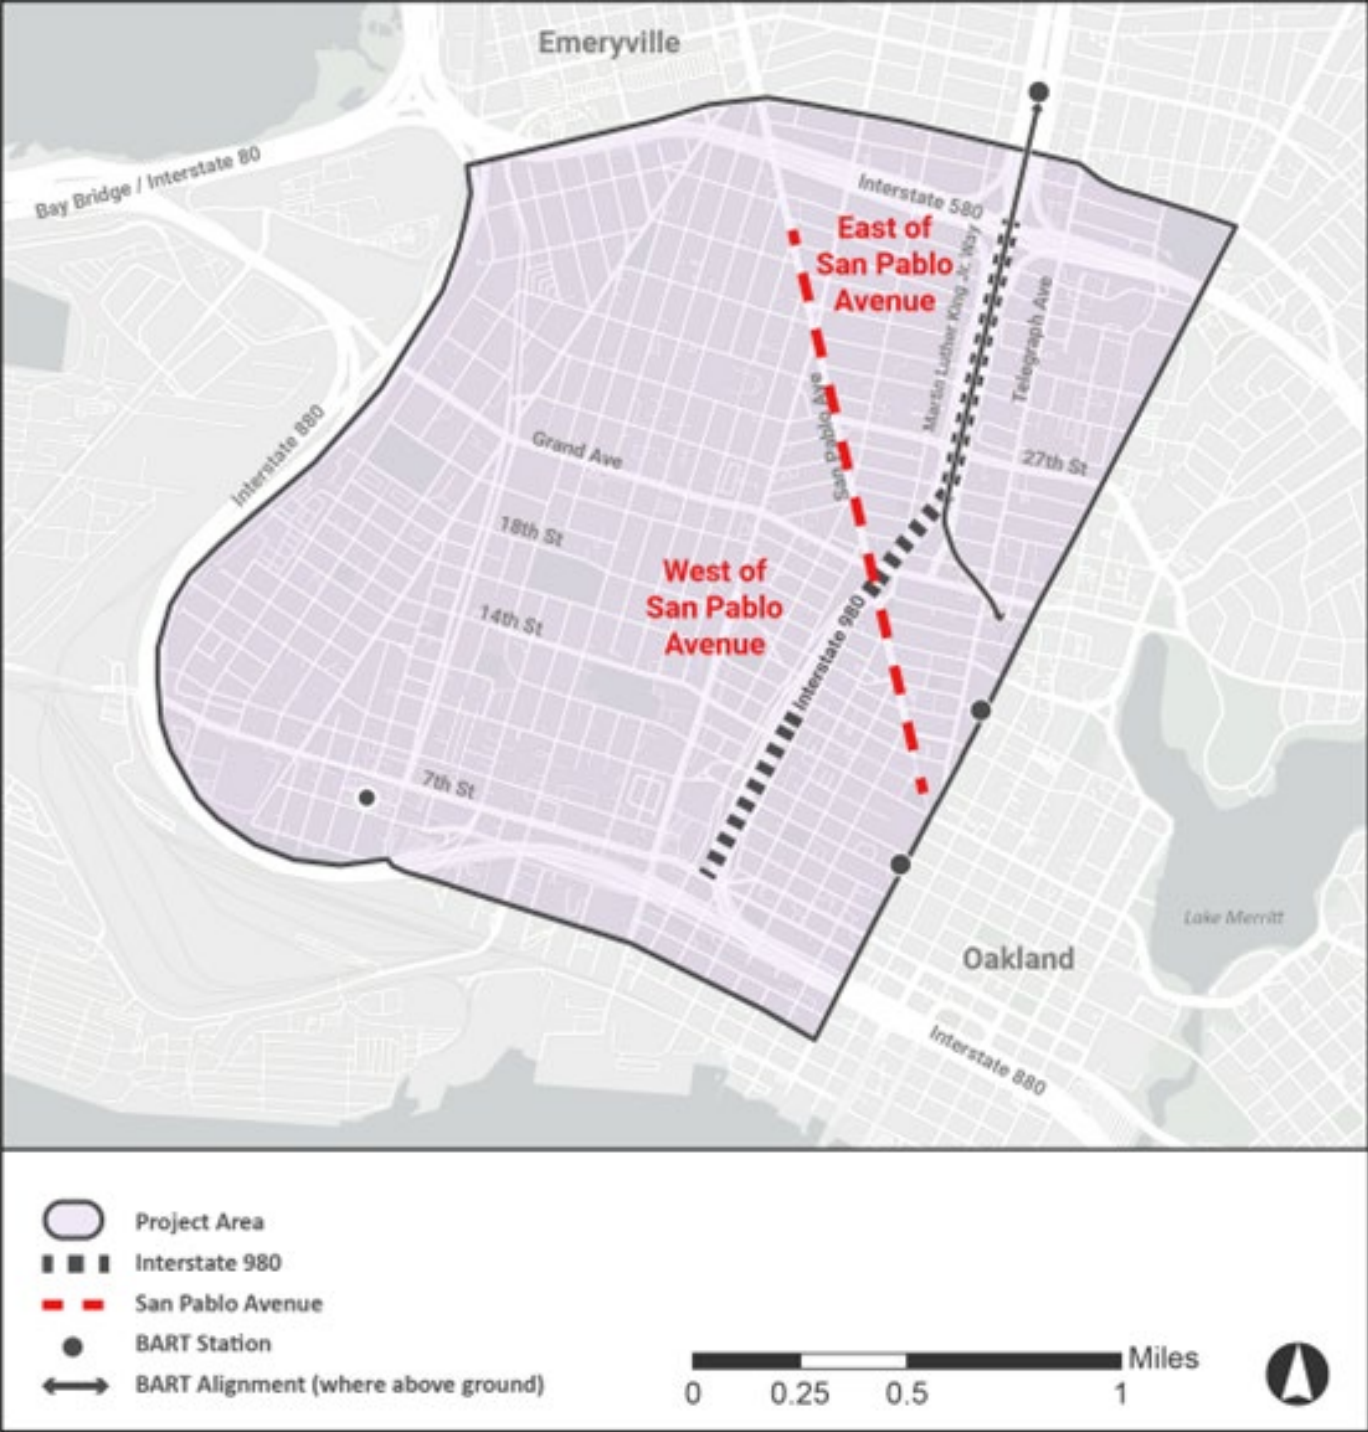 Emeryville
Bay Bridge / Interstate 80
Interstate 580
East of
San Pablo
Avenue
Martin Luther King Jr. Way
Telegraph Ave
San Pablo Ave
Interstate 880
Grand Ave
27th St
18th St
West of
San Pablo
Avenue
14th St
Interstate 980
7th St
Lake Merritt
Oakland
Interstate 880
Project Area
Interstate 980
San Pablo Avenue
BART Station
BART Alignment (where above ground)
Miles
0 0.25 0.5 1